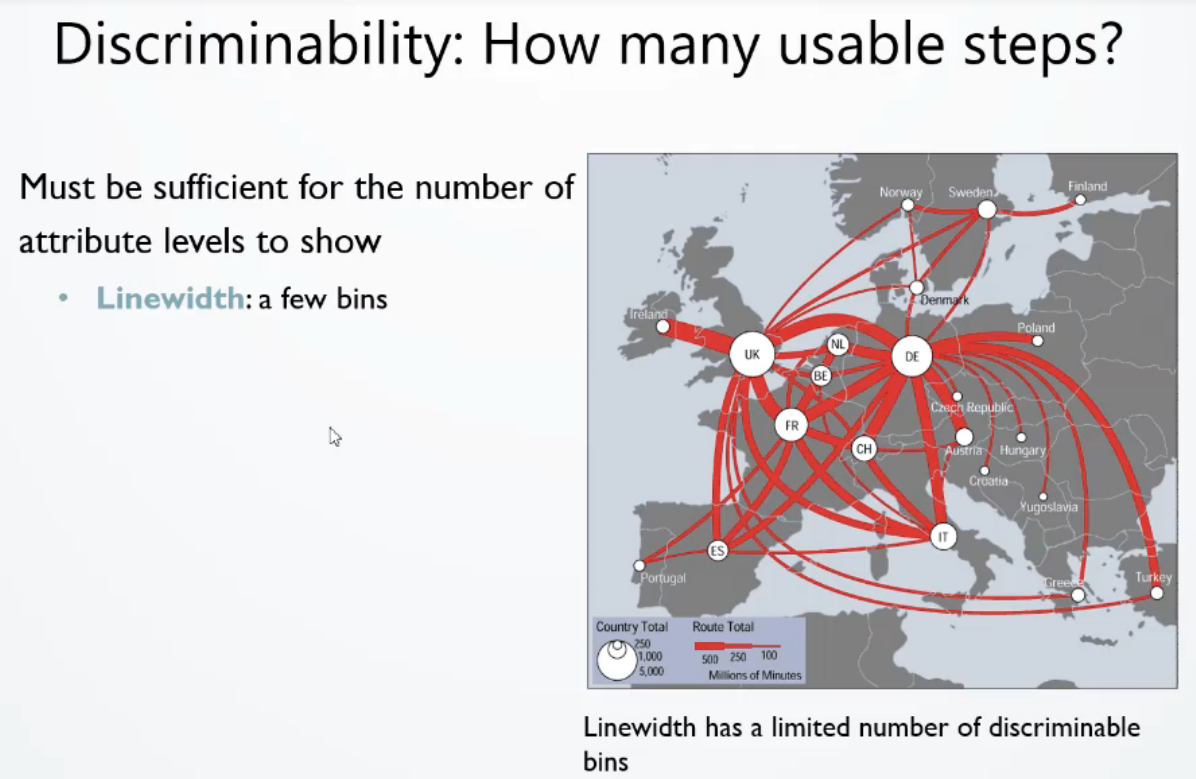 Discriminability: How many usable steps?
Must be sufficient for the number of
attribute levels to show
• Linewidth: a few bins
Norway
Sweden
Finland
Denmark
Ireland
UK
NL
BE
DE
Poland
Czech Republic
FR
CH
Austria
Hungary
Croatia
Yugoslavia
IT
ES
Portugal
Greece
Turkey
Country Total
250
1,000
5,000
Route Total
500 250 100
Millions of Minutes
Linewidth has a limited number of discriminable
bins